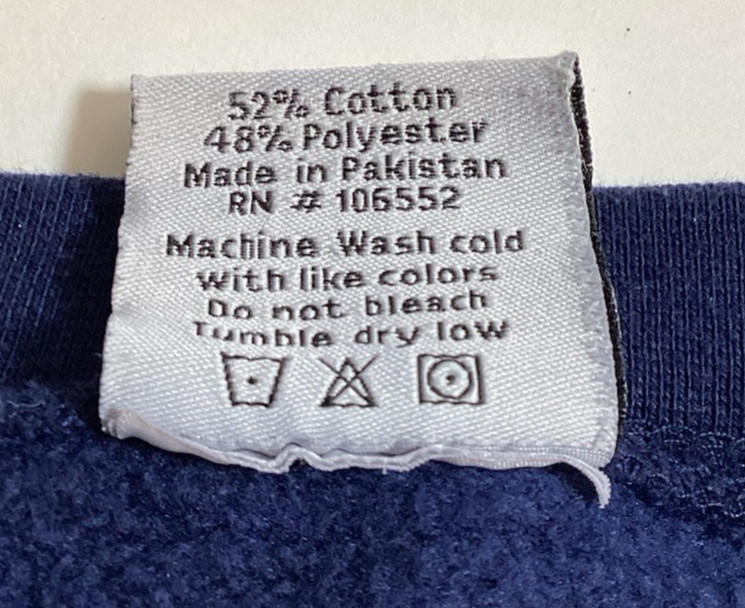 52% Cotton
48% Polyester
Made in Pakistan
RN # 106552
Machine Wash cold
with like colors
Do not bleach
Tumble dry low